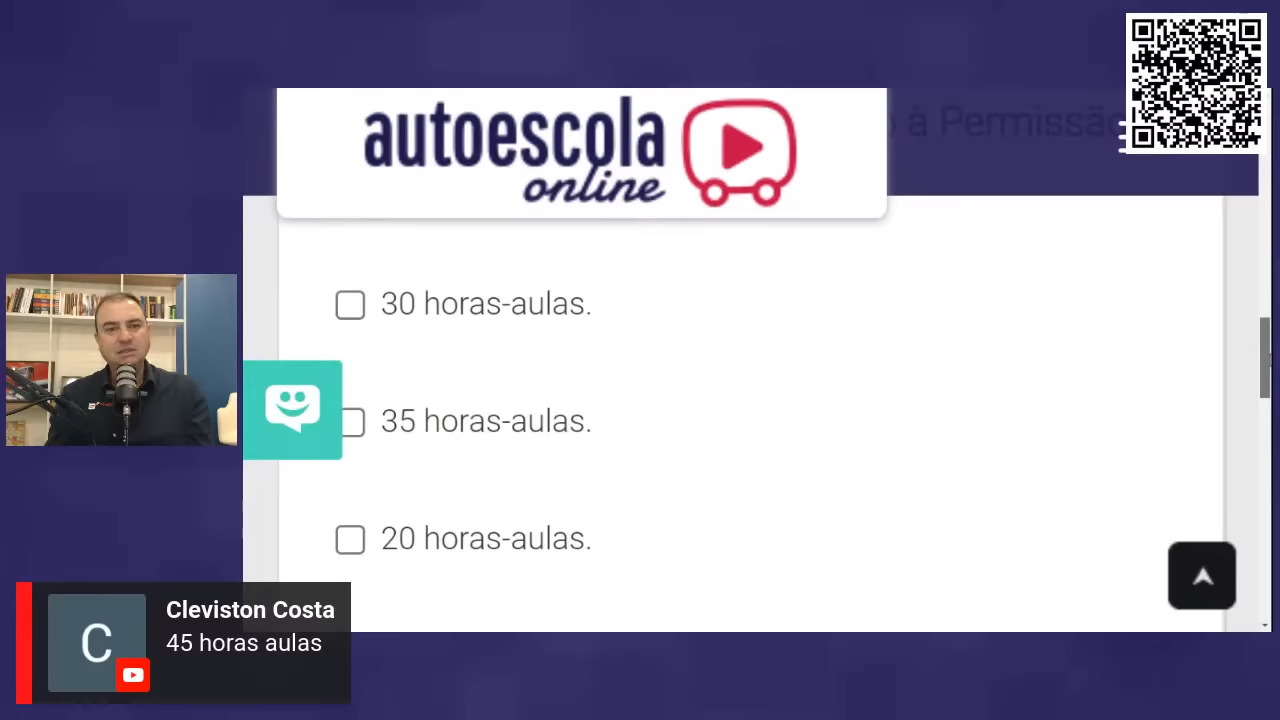 autoescola
online
à Permissão
30 horas-aulas.
35 horas-aulas.
20 horas-aulas.
C
Cleviston Costa
45 horas aulas